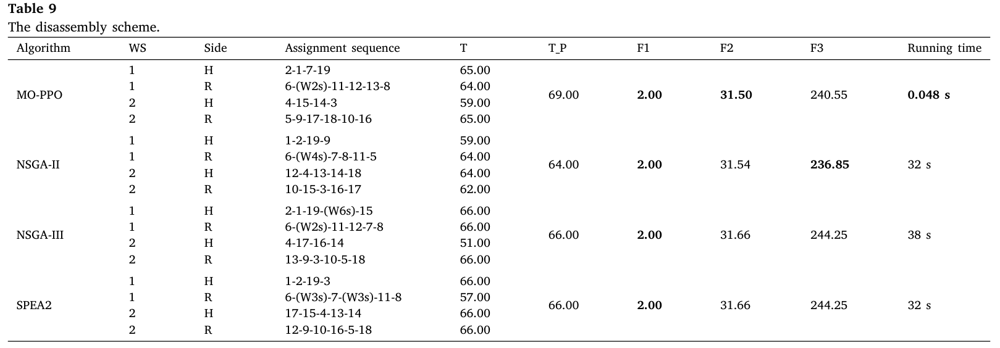 Table 9
The disassembly scheme.
Algorithm WS Side Assignment sequence T T_P F1 F2 F3 Running time
1 H 2-1-7-19 65.00
1 R 6-(W2s)-11-12-13-8 64.00
MO-PPO 69.00 2.00 31.50 240.55 0.048 s
2 H 4-15-14-3 59.00
2 R 5-9-17-18-10-16 65.00
1 H 1-2-19-9 59.00
1 R 6-(W4s)-7-8-11-5 64.00
NSGA-II 64.00 2.00 31.54 236.85 32 s
2 H 12-4-13-14-18 64.00
2 R 10-15-3-16-17 62.00
1 H 2-1-19-(W6s)-15 66.00
1 R 6-(W2s)-11-12-7-8 66.00
NSGA-III 66.00 2.00 31.66 244.25 38 s
2 H 4-17-16-14 51.00
2 R 13-9-3-10-5-18 66.00
1 H 1-2-19-3 66.00
1 R 6-(W3s)-7-(W3s)-11-8 57.00
SPEA2 66.00 2.00 31.66 244.25 32 s
2 H 17-15-4-13-14 66.00
2 R 12-9-10-16-5-18 66.00